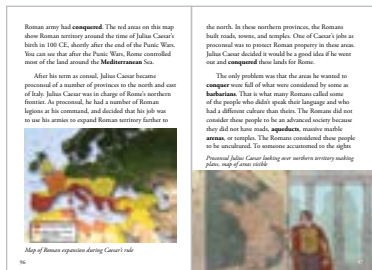 Roman army had conquered. The red areas on this map
show Roman territory around the time of Julius Caesar's
birth in 100 CE, shortly after the end of the Punic Wars.
You can see that after the Punic Wars, Rome controlled
most of the land around the Mediterranean Sea.
After his term as consul, Julius Caesar became
proconsul of a number of provinces to the north and east
of Italy. Julius Caesar was in charge of Rome's northern
frontier. As proconsul, he had a number of Roman
legions at his command, and decided that his job was
to use his armies to expand Roman territory farther to
Map of Roman expansion during Caesar's rule
96
the north. In these northern provinces, the Romans
built roads, towns, and temples. One of Caesar's jobs as
proconsul was to protect Roman property in these areas.
Julius Caesar decided it would be a good idea if he went
out and conquered these lands for Rome.
The only problem was that the areas he wanted to
conquer were full of what were considered by some as
barbarians. That is what many Romans called some
of the people who didn't speak their language and who
had a different culture than theirs. The Romans did not
consider these people to be an advanced society because
they did not have roads, aqueducts, massive marble
arenas, or temples. The Romans considered these people
to be uncultured. To someone accustomed to the sights
Proconsul Julius Caesar looking over northern territory making
plans, map of areas visible